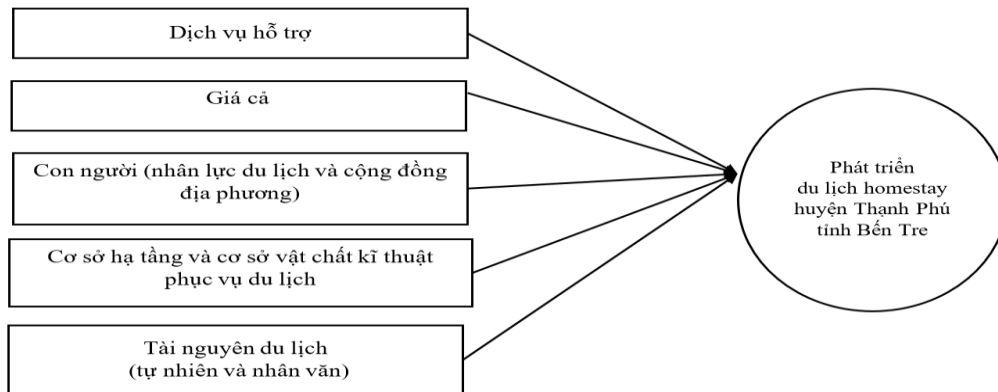 Dịch vụ hỗ trợ
Giá cả
Con người (nhân lực du lịch và cộng đồng
địa phương)
Cơ sở hạ tầng và cơ sở vật chất kĩ thuật
phục vụ du lịch
Tài nguyên du lịch
(tự nhiên và nhân văn)
Phát triển
du lịch homestay
huyện Thạnh Phú
tỉnh Bến Tre